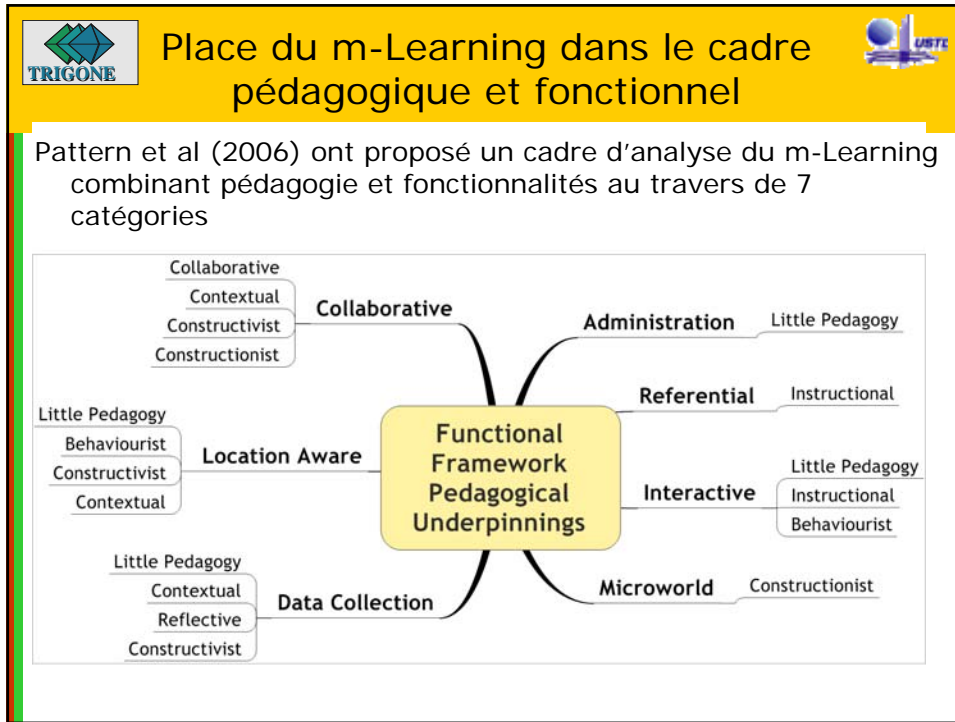 TRIGONE
Place du m-Learning dans le cadre
pédagogique et fonctionnel
USTL
Pattern et al (2006) ont proposé un cadre d'analyse du m-Learning
combinant pédagogie et fonctionnalités au travers de 7
catégories
Collaborative
Contextual
Constructivist
Constructionist
Collaborative
Little Pedagogy
Behaviourist
Constructivist
Contextual
Location Aware
Little Pedagogy
Contextual
Reflective
Constructivist
Data Collection
Functional
Framework
Pedagogical
Underpinnings
Administration
Little Pedagogy
Referential
Instructional
Interactive
Little Pedagogy
Instructional
Behaviourist
Microworld
Constructionist